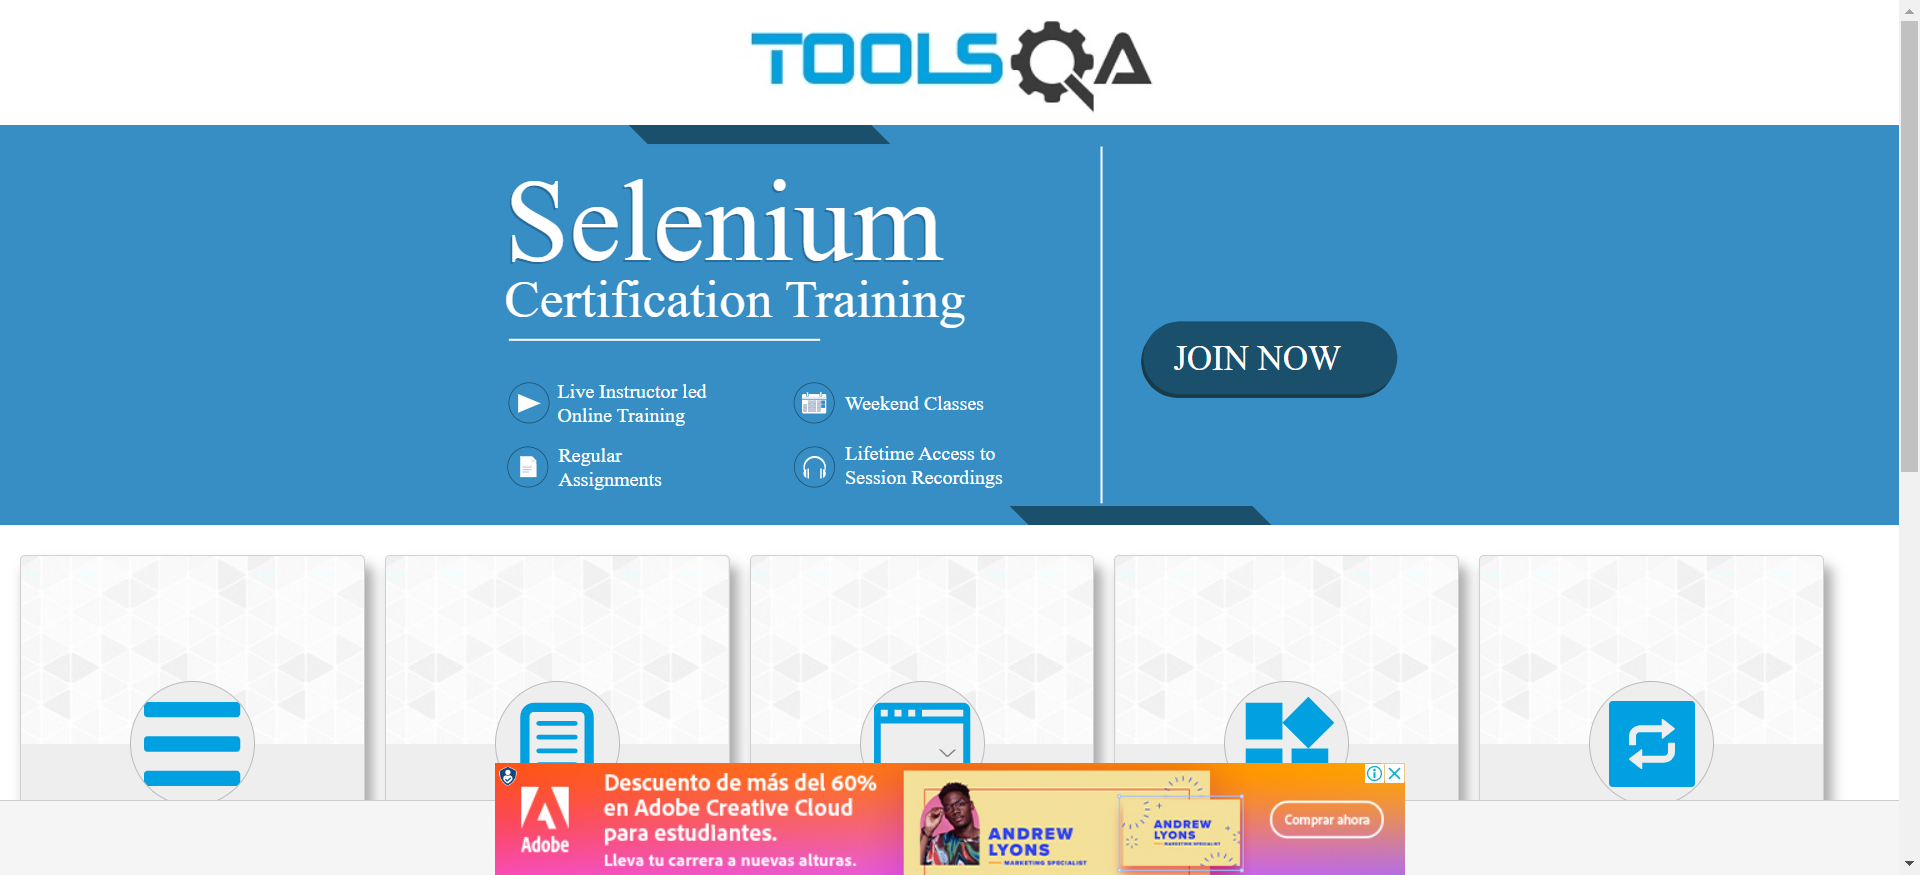 TOOLSQA
Selenium
Certification Training
Live Instructor led
Online Training
Weekend Classes
Regular
Assignments
Lifetime Access to
Session Recordings
JOIN NOW
Descuento de más del 60%
en Adobe Creative Cloud
para estudiantes.
Lleva tu carrera a nuevas alturas.
Adobe
ANDREW
LYONS
MARKETING SPECIALIST
ANDREW
LYONS
MARKETING SPECIALIST
Comprar ahora